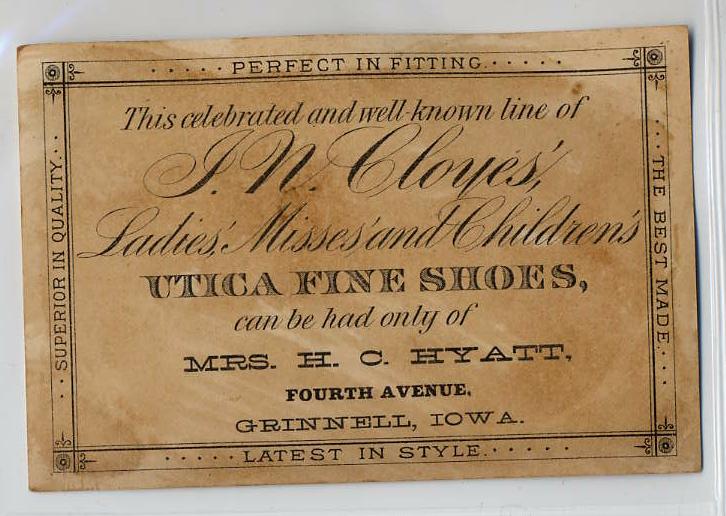 PERFECT IN FITTING
This celebrated and well known line of
J. N. Cloyes',
Ladies', Misses' and Children's
UTICA FINE SHOES,
can be had only of
MRS. H. C. HYATT,
FOURTH AVENUE,
GRINNELL, IOWA.
LATEST IN STYLE
SUPERIOR IN QUALITY
THE BEST MADE